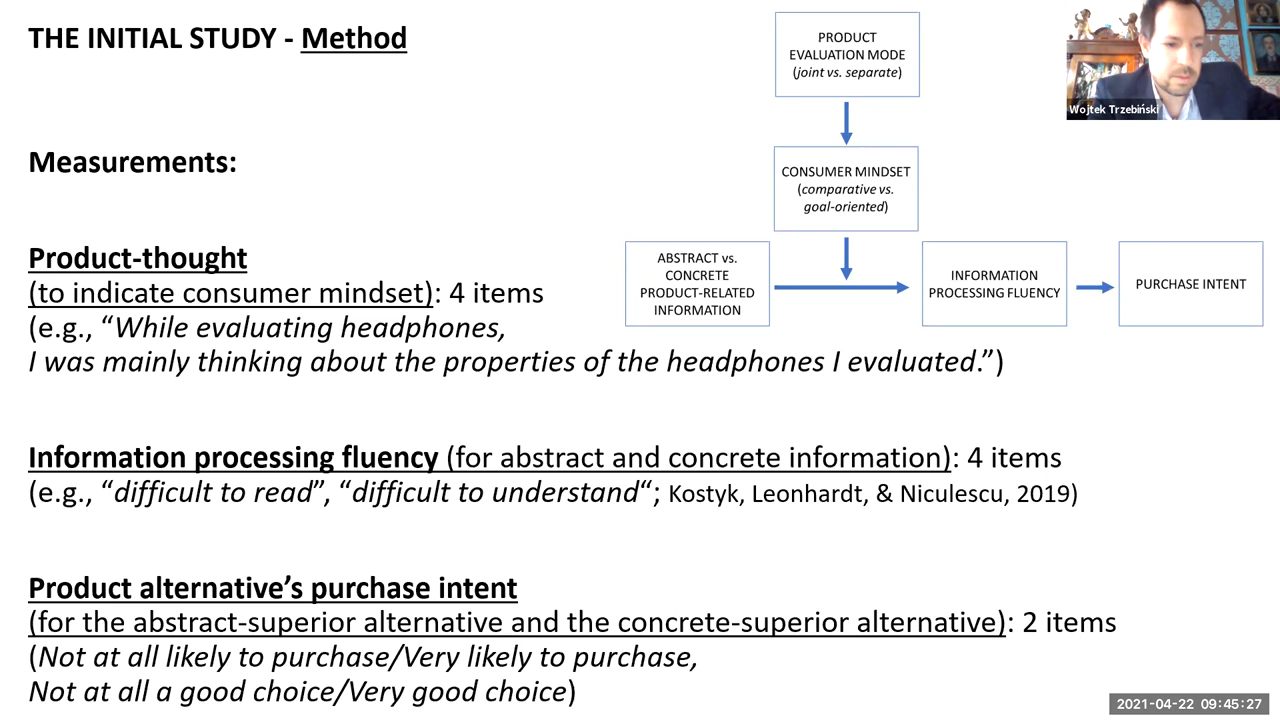 THE INITIAL STUDY - Method
Measurements:
Product-thought
(to indicate consumer mindset): 4 items
(e.g., “While evaluating headphones,
I was mainly thinking about the properties of the headphones I evaluated.”)
Information processing fluency (for abstract and concrete information): 4 items
(e.g., “difficult to read”, “difficult to understand“; Kostyk, Leonhardt, & Niculescu, 2019)
Product alternative’s purchase intent
(for the abstract-superior alternative and the concrete-superior alternative): 2 items
(Not at all likely to purchase/Very likely to purchase,
Not at all a good choice/Very good choice)
PRODUCT
EVALUATION MODE
(joint vs. separate)
CONSUMER MINDSET
(comparative vs.
goal-oriented)
ABSTRACT vs.
CONCRETE
PRODUCT-RELATED
INFORMATION
INFORMATION
PROCESSING FLUENCY
PURCHASE INTENT
Wojtek Trzebiński
2021-04-22 09:45:27